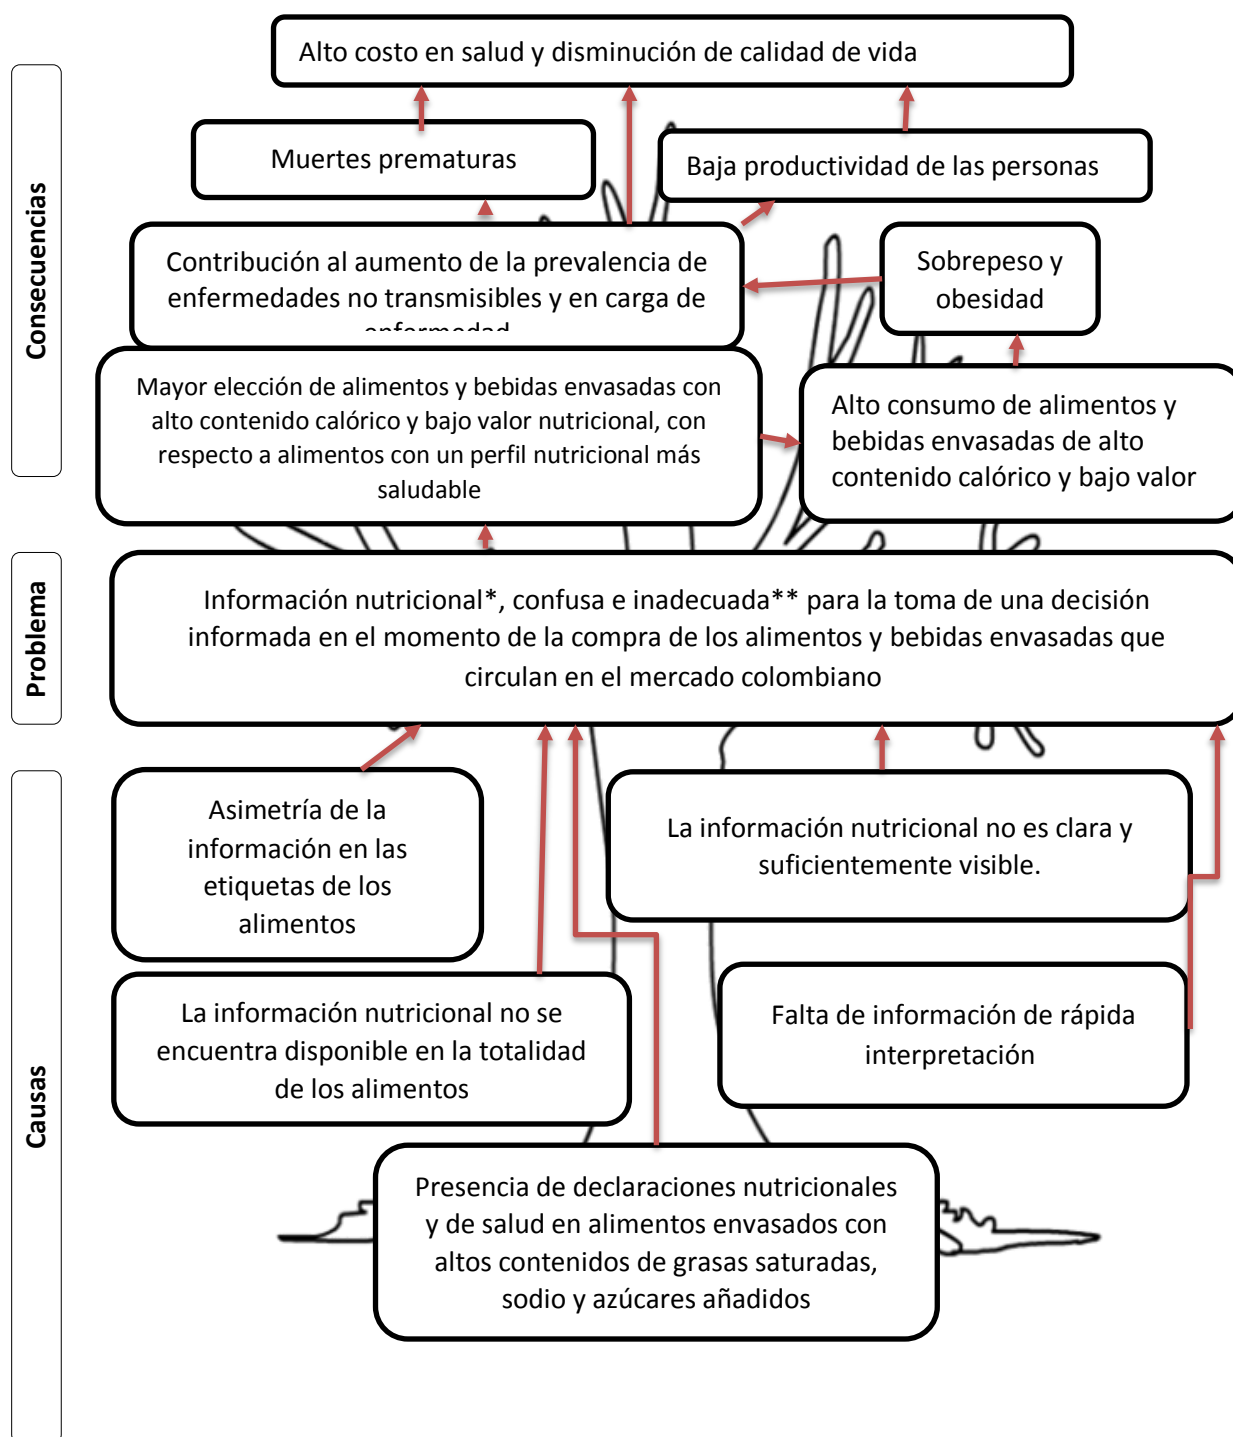 Alto costo en salud y disminución de calidad de vida
Consecuencias
Muertes prematuras
Baja productividad de las personas
Contribución al aumento de la prevalencia de
enfermedades no transmisibles y en carga de
enfermedad
Sobrepeso y
obesidad
Mayor elección de alimentos y bebidas envasadas con
alto contenido calórico y bajo valor nutricional, con
respecto a alimentos con un perfil nutricional más
saludable
Alto consumo de alimentos y
bebidas envasadas de alto
contenido calórico y bajo valor
Problema
Información nutricional*, confusa e inadecuada** para la toma de una decisión
informada en el momento de la compra de los alimentos y bebidas envasadas que
circulan en el mercado colombiano
Causas
Asimetría de la
información en las
etiquetas de los
alimentos
La información nutricional no es clara y
suficientemente visible.
La información nutricional no se
encuentra disponible en la totalidad
de los alimentos
Falta de información de rápida
interpretación
Presencia de declaraciones nutricionales
y de salud en alimentos envasados con
altos contenidos de grasas saturadas,
sodio y azúcares añadidos